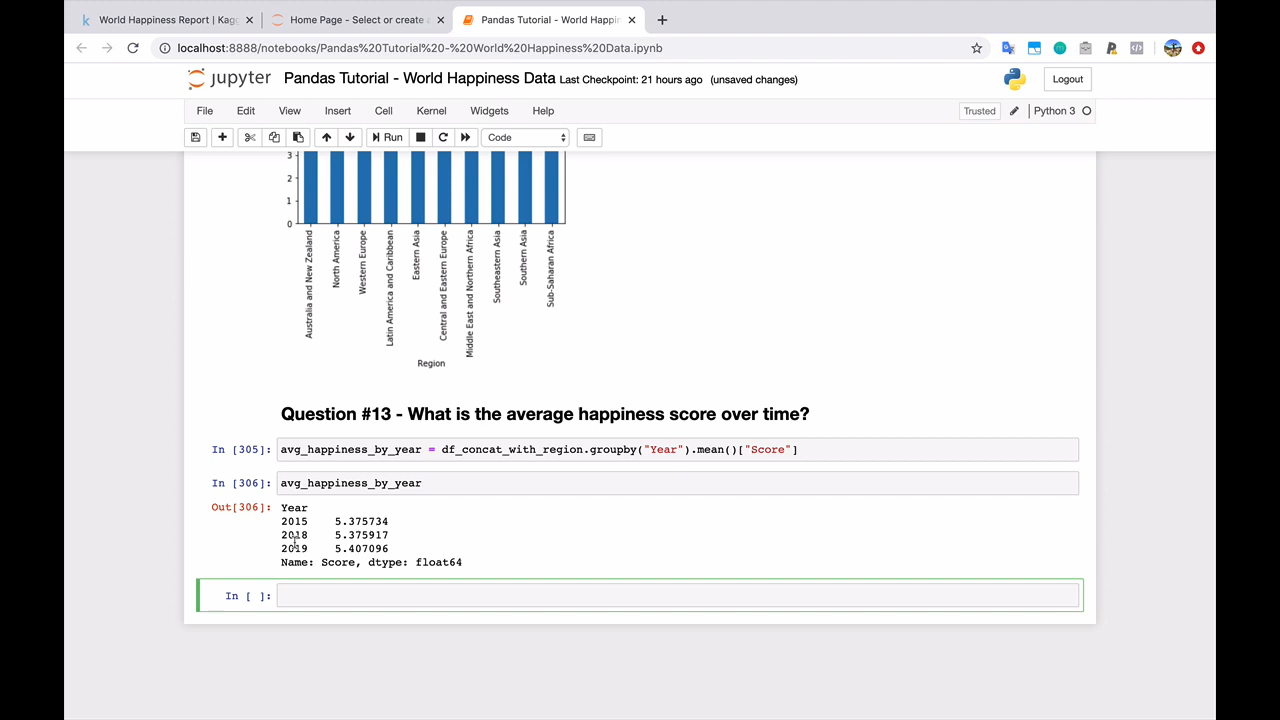 World Happiness Report | Kag
Home Page - Select or create a
Pandas Tutorial - World Happin
localhost:8888/notebooks/Pandas%20Tutorial%20-%20World%20Happiness%20Data.ipynb
jupyter Pandas Tutorial - World Happiness Data Last Checkpoint: 21 hours ago (unsaved changes)
Logout
File Edit View Insert Cell Kernel Widgets Help
Trusted
Python 3
Run
Code
3
2
1
0
Australia and New Zealand
North America
Western Europe
Latin America and Caribbean
Eastern Asia
Central and Eastern Europe
Middle East and Northern Africa
Southeastern Asia
Southern Asia
Sub-Saharan Africa
Region
Question #13 - What is the average happiness score over time?
In [305]: avg_happiness_by_year = df_concat_with_region.groupby("Year").mean()["Score"]
In [306]: avg_happiness_by_year
Out[306]: Year
2015 5.375734
2018 5.375917
2019 5.407096
Name: Score, dtype: float64
In [ ]: